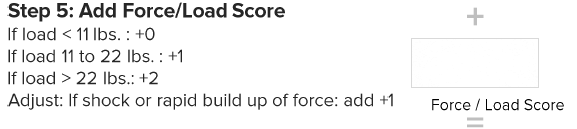 Step 5: Add Force/Load Score
+
If load < 11 lbs. : +0
If load 11 to 22 lbs. : +1
If load > 22 lbs.: +2
Adjust: If shock or rapid build up of force: add +1
Force / Load Score
=